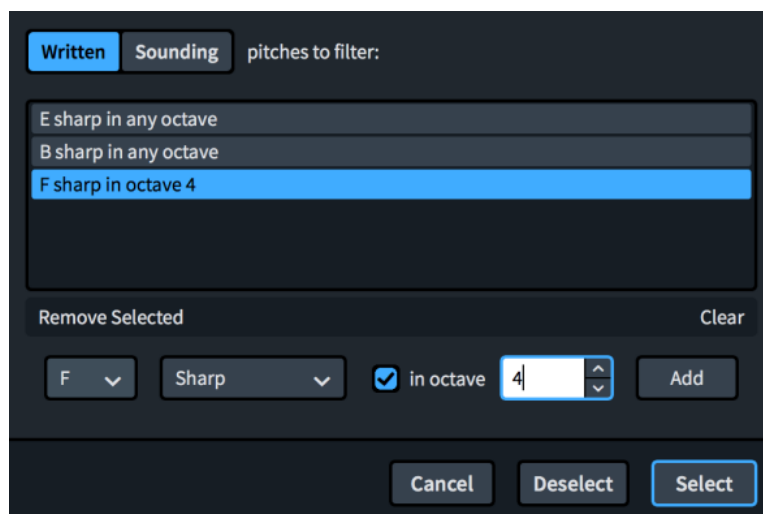 Written Sounding pitches to filter:
E sharp in any octave
B sharp in any octave
F sharp in octave 4
Remove Selected Clear
F Sharp in octave 4 Add
Cancel Deselect Select